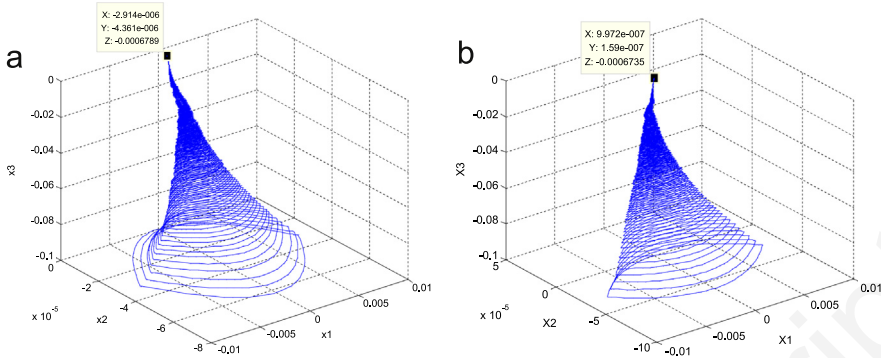 a
X: -2.914e-006
Y: -4.361e-006
Z: -0.0006789
0
-0.02
-0.04
-0.06
-0.08
-0.1
x3
0
-2
-4
-6
-8
x 10⁻⁵
x2
-0.01
-0.005
0
0.005
0.01
x1
b
X: 9.972e-007
Y: 1.59e-007
Z: -0.0006735
0
-0.02
-0.04
-0.06
-0.08
-0.1
X3
5
0
-5
-10
x 10⁻⁵
X2
-0.01
-0.005
0
0.005
0.01
X1